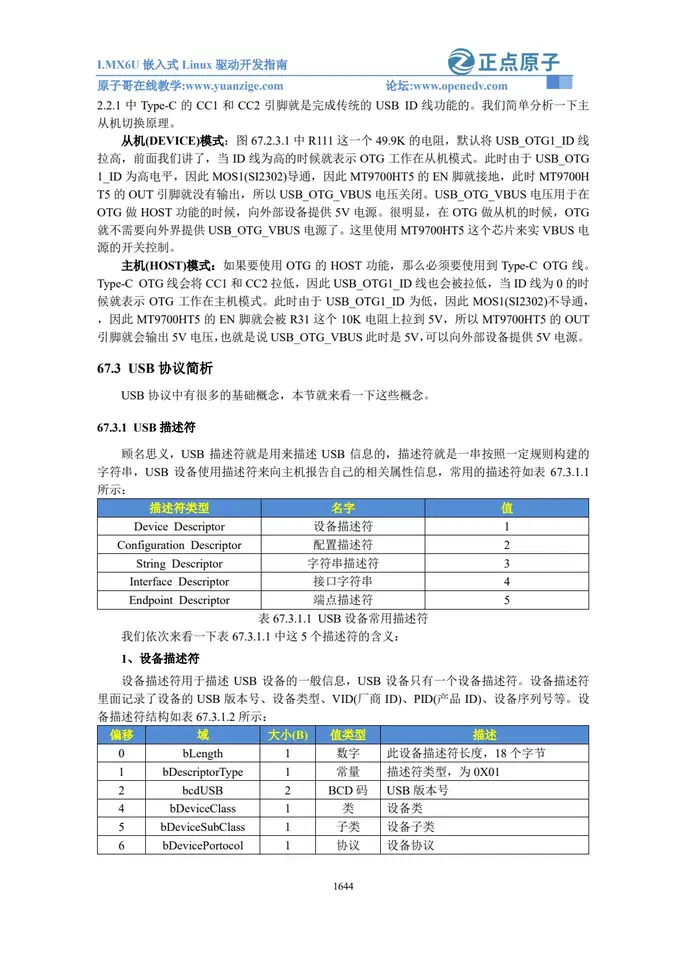 I.MX6U 嵌入式 Linux 驱动开发指南
正点原子
原子哥在线教学:www.yuanzige.com 论坛:www.openedv.com
2.2.1 中 Type-C 的 CC1 和 CC2 引脚就是完成传统的 USB ID 线功能的。我们简单分析一下主
从机切换原理。
从机(DEVICE)模式：图 67.2.3.1 中 R111 这一个 49.9K 的电阻，默认将 USB_OTG1_ID 线
拉高，前面我们讲了，当 ID 线为高的时候就表示 OTG 工作在从机模式。此时由于 USB_OTG
1_ID 为高电平，因此 MOS1(SI2302)导通，因此 MT9700HT5 的 EN 脚就接地，此时 MT9700H
T5 的 OUT 引脚就没有输出，所以 USB_OTG_VBUS 电压关闭。USB_OTG_VBUS 电压用于在
OTG 做 HOST 功能的时候，向外部设备提供 5V 电源。很明显，在 OTG 做从机的时候，OTG
就不需要向外界提供 USB_OTG_VBUS 电源了。这里使用 MT9700HT5 这个芯片来实 VBUS 电
源的开关控制。
主机(HOST)模式：如果要使用 OTG 的 HOST 功能，那么必须要使用到 Type-C OTG 线。
Type-C OTG 线会将 CC1 和 CC2 拉低，因此 USB_OTG1_ID 线也会被拉低，当 ID 线为 0 的时
候就表示 OTG 工作在主机模式。此时由于 USB_OTG1_ID 为低，因此 MOS1(SI2302)不导通，
，因此 MT9700HT5 的 EN 脚就会被 R31 这个 10K 电阻上拉到 5V，所以 MT9700HT5 的 OUT
引脚就会输出 5V 电压，也就是说 USB_OTG_VBUS 此时是 5V，可以向外部设备提供 5V 电源。
67.3 USB 协议简析
USB 协议中有很多的基础概念，本节就来看一下这些概念。
67.3.1 USB 描述符
顾名思义，USB 描述符就是用来描述 USB 信息的，描述符就是一串按照一定规则构建的
字符串，USB 设备使用描述符来向主机报告自己的相关属性信息，常用的描述符如表 67.3.1.1
所示：
描述符类型 名字 值
Device Descriptor 设备描述符 1
Configuration Descriptor 配置描述符 2
String Descriptor 字符串描述符 3
Interface Descriptor 接口字符串 4
Endpoint Descriptor 端点描述符 5
表 67.3.1.1 USB 设备常用描述符
我们依次来看一下表 67.3.1.1 中这 5 个描述符的含义：
1、设备描述符
设备描述符用于描述 USB 设备的一般信息，USB 设备只有一个设备描述符。设备描述符
里面记录了设备的 USB 版本号、设备类型、VID(厂商 ID)、PID(产品 ID)、设备序列号等。设
备描述符结构如表 67.3.1.2 所示：
偏移 域 大小(B) 值类型 描述
0 bLength 1 数字 此设备描述符长度，18 个字节
1 bDescriptorType 1 常量 描述符类型，为 0X01
2 bcdUSB 2 BCD 码 USB 版本号
4 bDeviceClass 1 类 设备类
5 bDeviceSubClass 1 子类 设备子类
6 bDevicePortocol 1 协议 设备协议
1644